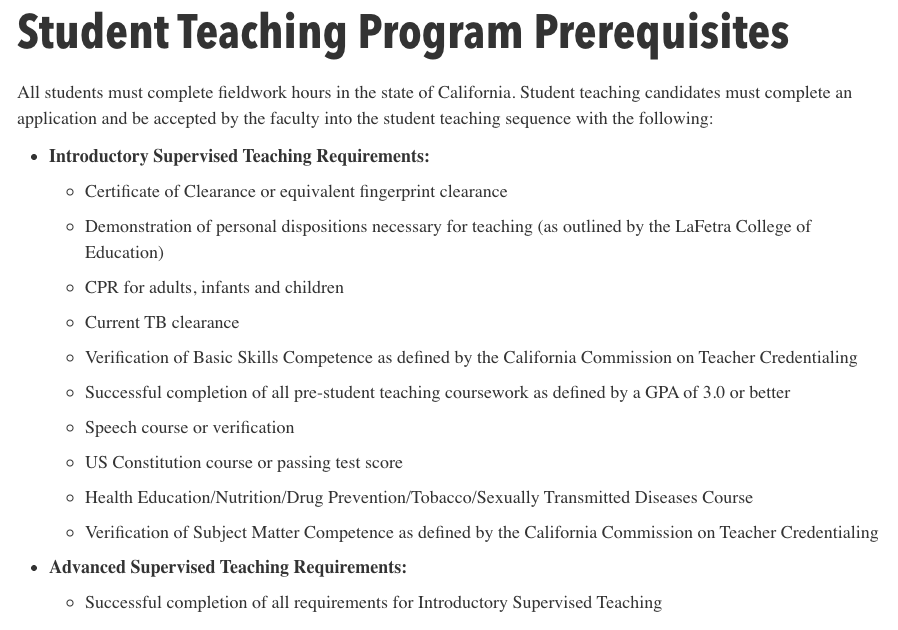 Student Teaching Program Prerequisites
All students must complete fieldwork hours in the state of California. Student teaching candidates must complete an
application and be accepted by the faculty into the student teaching sequence with the following:
• Introductory Supervised Teaching Requirements:
○ Certificate of Clearance or equivalent fingerprint clearance
○ Demonstration of personal dispositions necessary for teaching (as outlined by the LaFetra College of
Education)
○ CPR for adults, infants and children
○ Current TB clearance
○ Verification of Basic Skills Competence as defined by the California Commission on Teacher Credentialing
○ Successful completion of all pre-student teaching coursework as defined by a GPA of 3.0 or better
○ Speech course or verification
○ US Constitution course or passing test score
○ Health Education/Nutrition/Drug Prevention/Tobacco/Sexually Transmitted Diseases Course
○ Verification of Subject Matter Competence as defined by the California Commission on Teacher Credentialing
• Advanced Supervised Teaching Requirements:
○ Successful completion of all requirements for Introductory Supervised Teaching